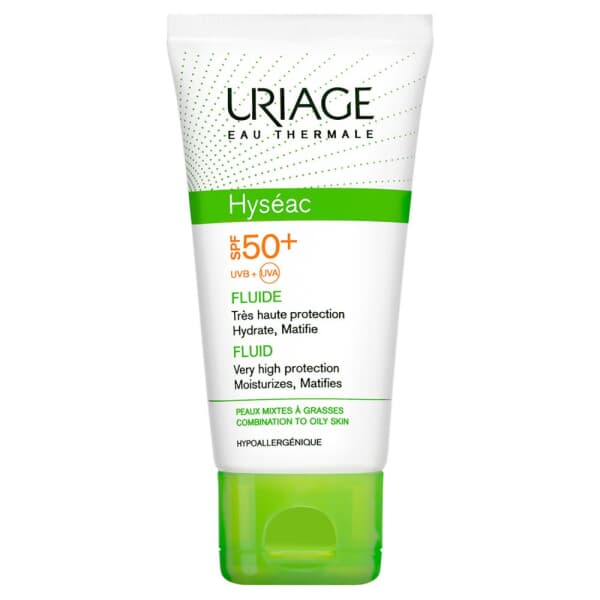 URIAGE
EAU THERMALE
Hyséac
SPF 50+
UVB + UVA
FLUIDE
Très haute protection
Hydrate, Matifie
FLUID
Very high protection
Moisturizes, Matifies
PEAUX MIXTES À GRASSES
COMBINATION TO OILY SKIN
HYPOALLERGÉNIQUE